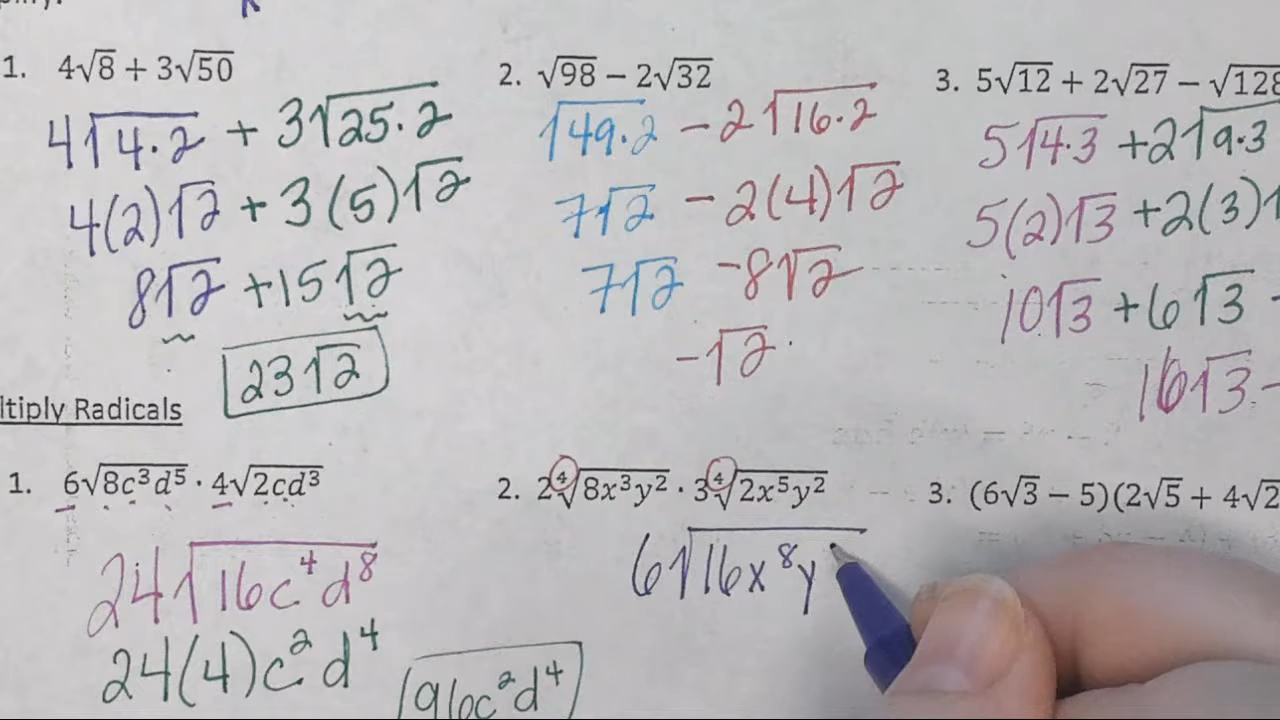 1. 4√8 + 3√50
4√4·2 + 3√25·2
4(2)√2 + 3(5)√2
8√2 + 15√2
23√2
2. √98 − 2√32
√49·2 − 2√16·2
7√2 − 2(4)√2
7√2 − 8√2
−√2
3. 5√12 + 2√27 − √128
5√4·3 + 2√9·3
5(2)√3 + 2(3)√
10√3 + 6√3 −
16√3 −
ltiply Radicals
1. 6√8c³d⁵ · 4√2cd³
24√16c⁴d⁸
24(4)c²d⁴
96c²d⁴
2. 2∜8x³y² · 3∜2x⁵y²
6√16x⁸y
3. (6√3 − 5)(2√5 + 4√2